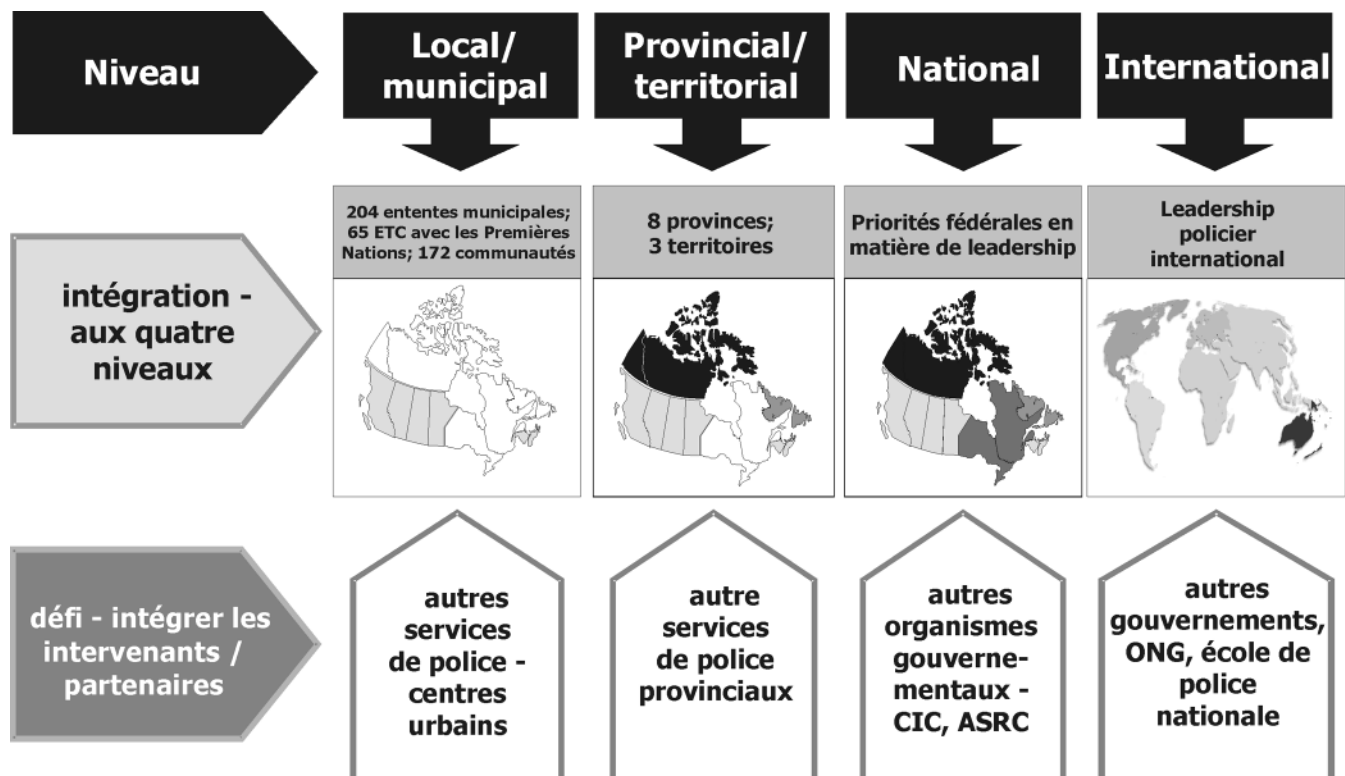 Niveau
Local/
municipal
Provincial/
territorial
National
International
intégration -
aux quatre
niveaux
204 ententes municipales;
65 ETC avec les Premières
Nations; 172 communautés
8 provinces;
3 territoires
Priorités fédérales en
matière de leadership
Leadership
policier
international
défi - intégrer les
intervenants /
partenaires
autres
services
de police -
centres
urbains
autre
services
de police
provinciaux
autres
organismes
gouverne-
mentaux -
CIC, ASRC
autres
gouvernements,
ONG, école de
police
nationale